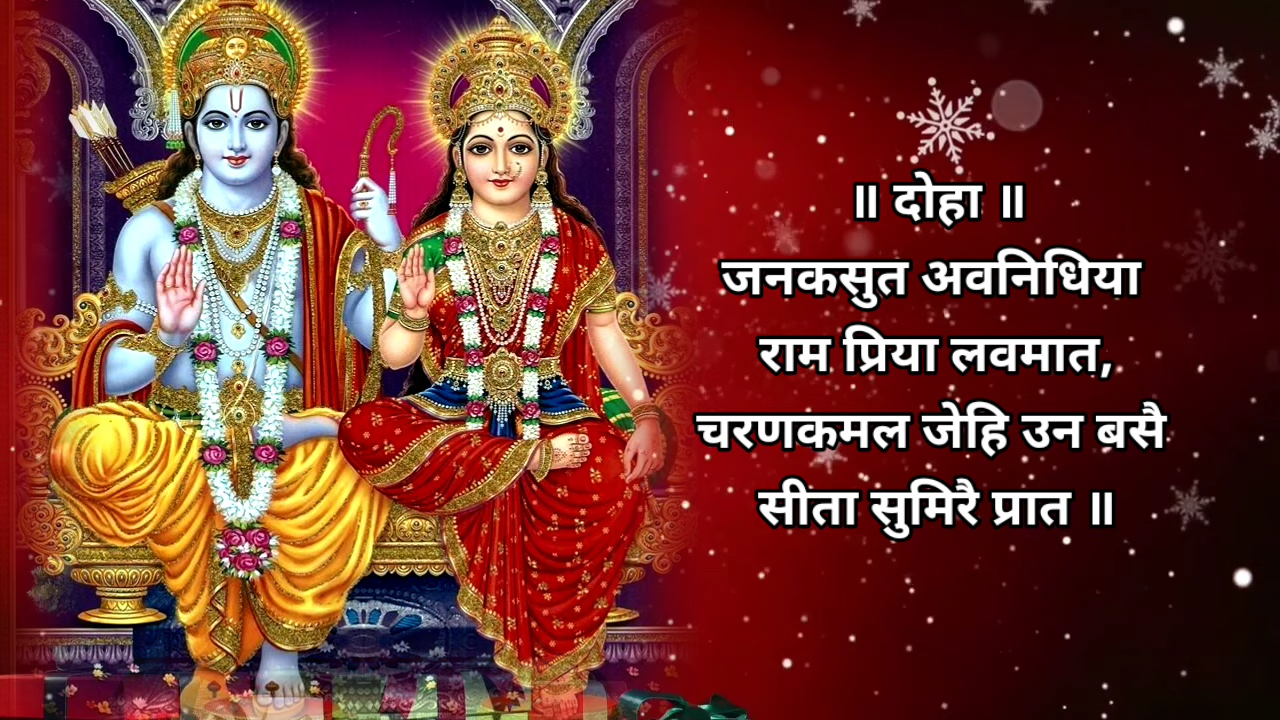 ॥ दोहा ॥
जनकसुत अवनिधिया
राम प्रिया लवमात,
चरणकमल जेहि उन बसै
सीता सुमिरै प्रात ॥